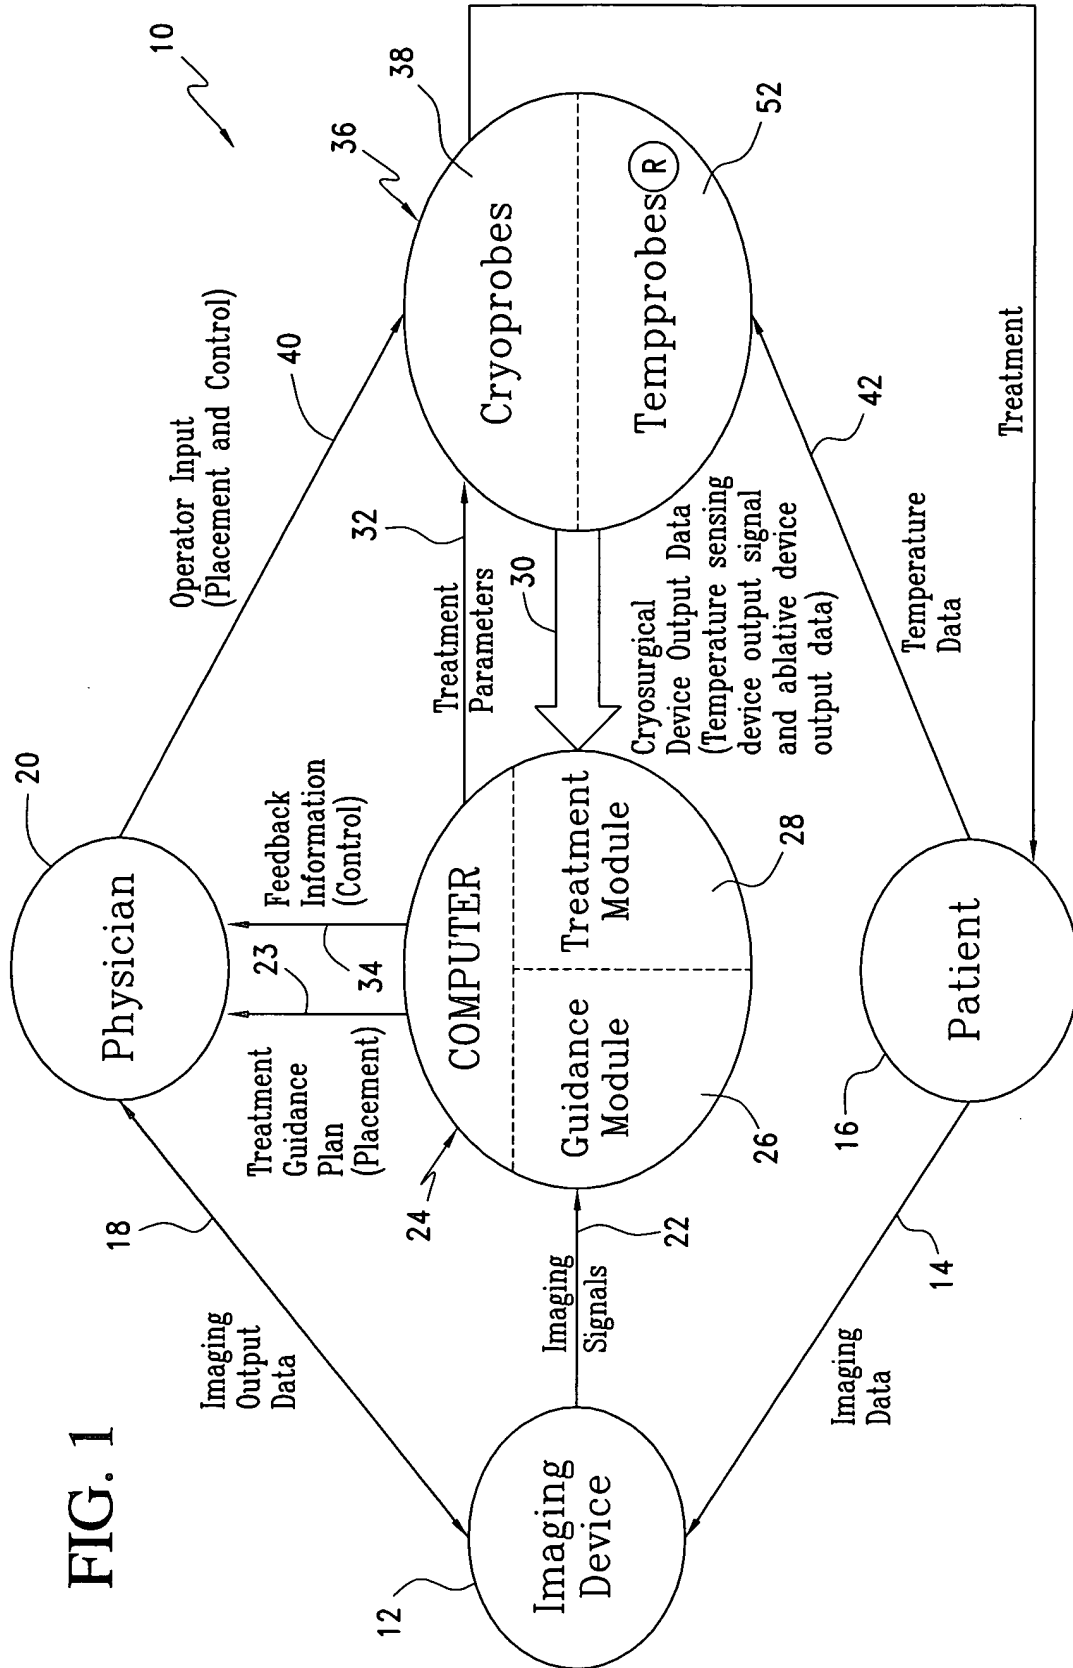 FIG. 1
10
20
Physician
18
Imaging
Output
Data
Operator Input
(Placement and Control)
40
Treatment
Guidance
Plan
(Placement)
23
34
Feedback
Information
(Control)
24
COMPUTER
Guidance
Module
26
Treatment
Module
28
Treatment
Parameters
32
30
36
38
Cryoprobes
Tempprobes R
52
Cryosurgical
Device Output Data
(Temperature sensing
device output signal
and ablative device
output data)
12
Imaging
Device
Imaging
Signals
22
Imaging
Data
14
16
Patient
Temperature
Data
42
Treatment